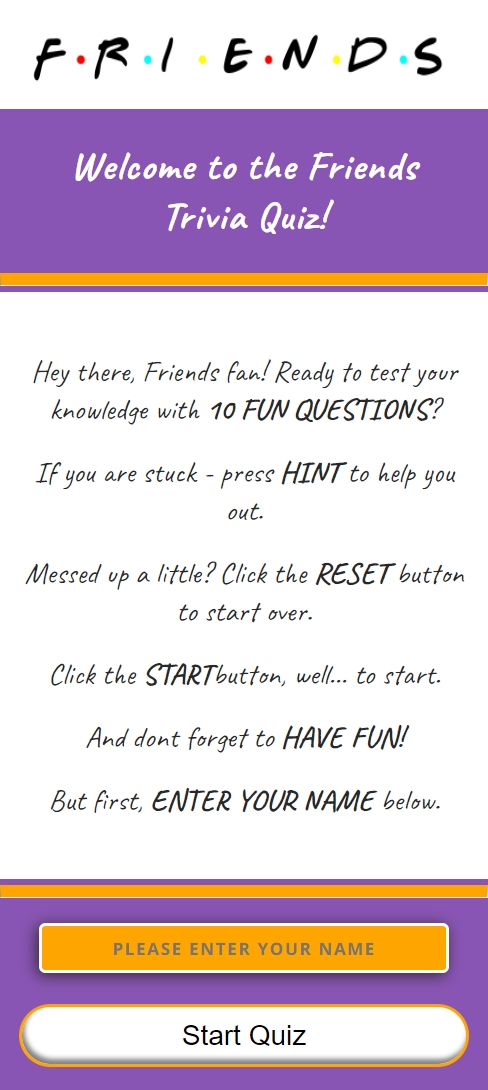 F•R•I•E•N•D•S
Welcome to the Friends
Trivia Quiz!
Hey there, Friends fan! Ready to test your
knowledge with 10 FUN QUESTIONS?
If you are stuck - press HINT to help you
out.
Messed up a little? Click the RESET button
to start over.
Click the STARTbutton, well... to start.
And dont forget to HAVE FUN!
But first, ENTER YOUR NAME below.
PLEASE ENTER YOUR NAME
Start Quiz